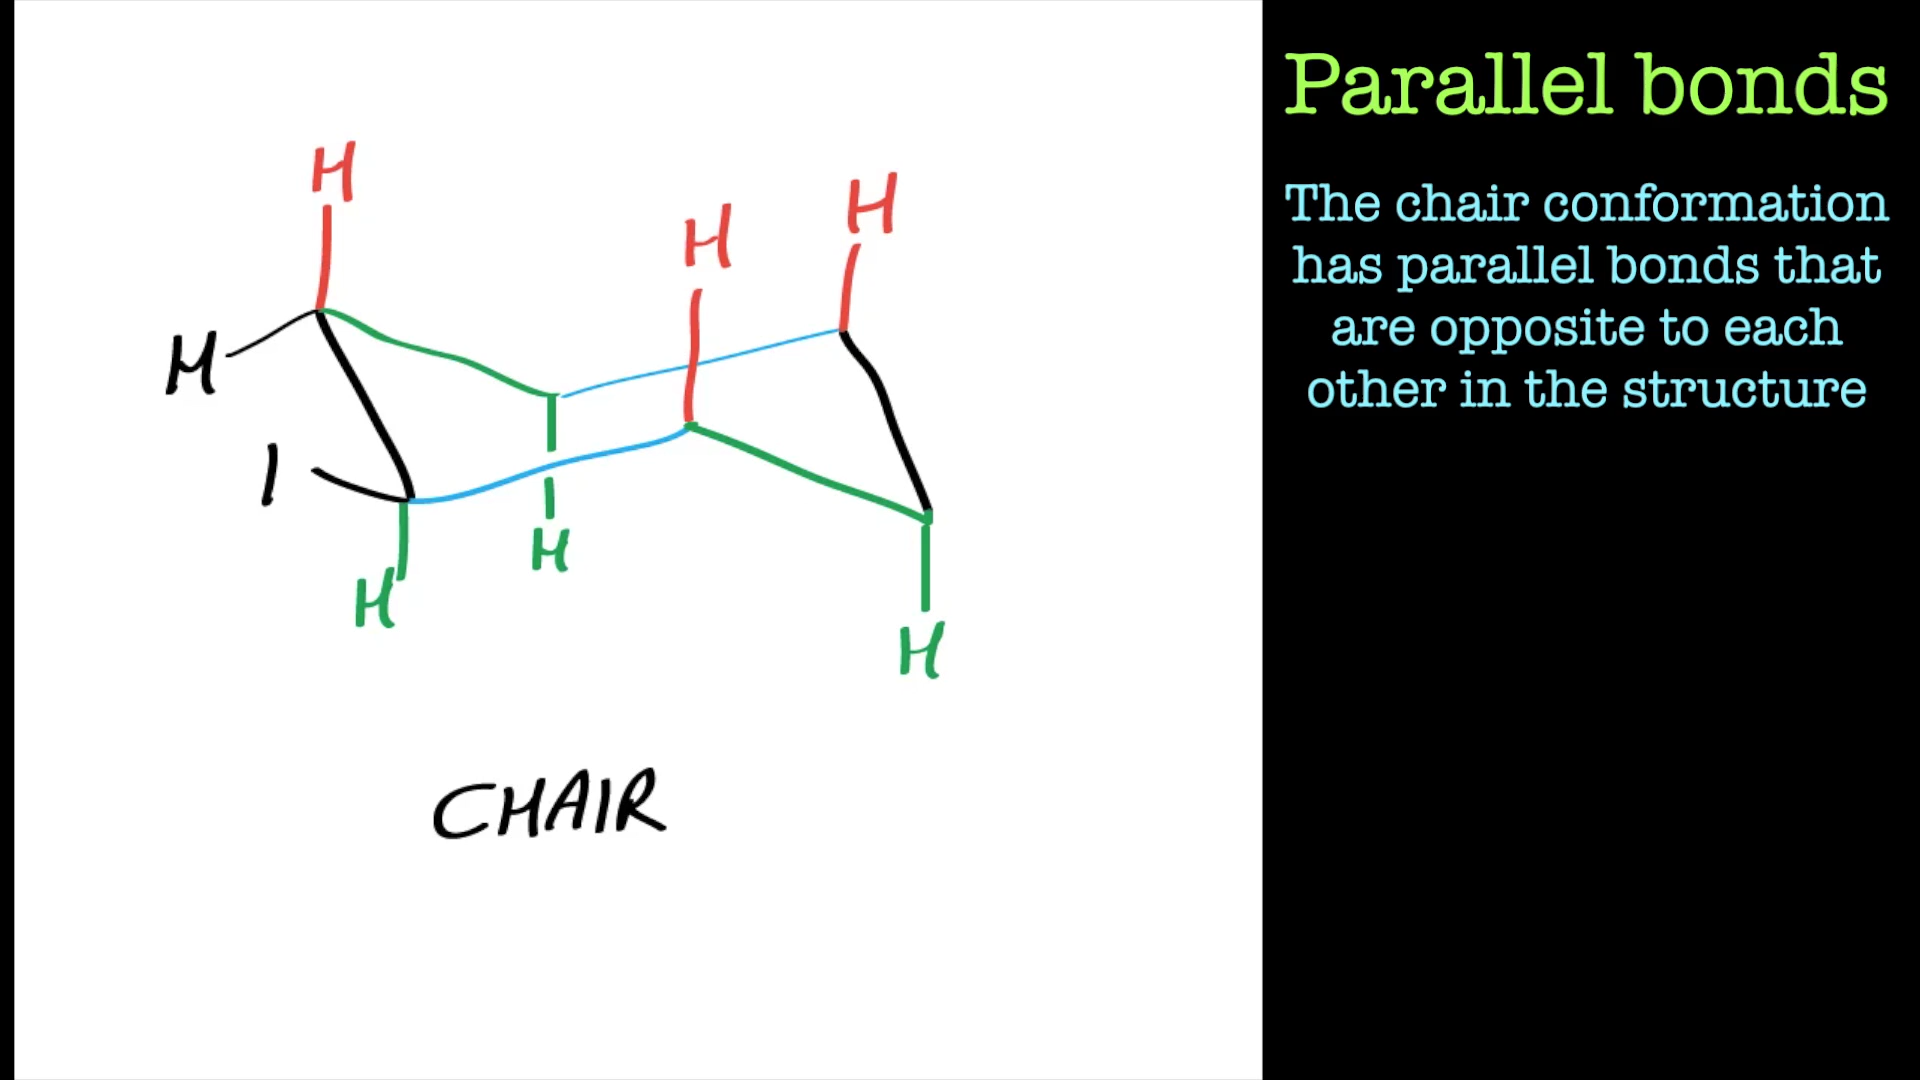 Parallel bonds
The chair conformation
has parallel bonds that
are opposite to each
other in the structure
H
H
H
H
H
H
H
CHAIR